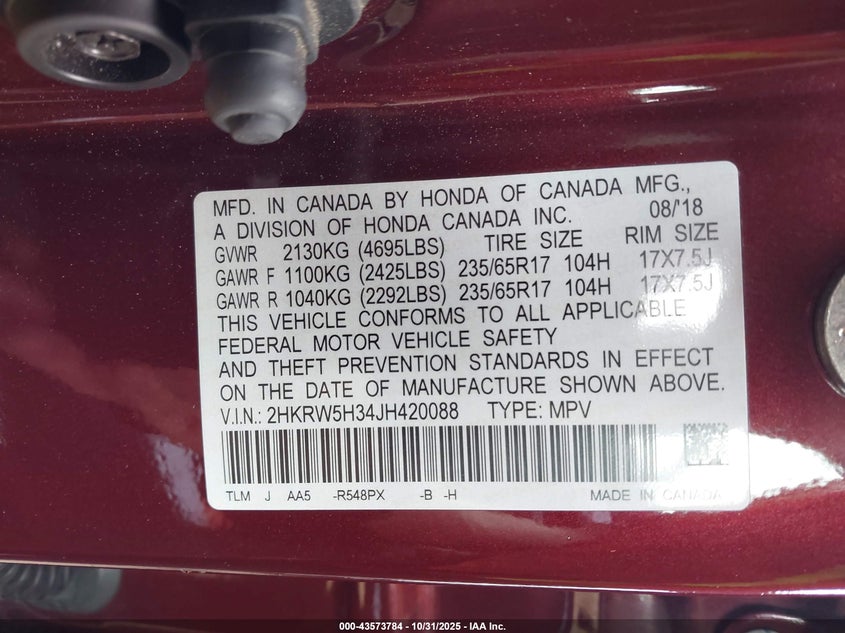 MFD. IN CANADA BY HONDA OF CANADA MFG.,
A DIVISION OF HONDA CANADA INC. 08/'18
GVWR 2130KG (4695LBS) TIRE SIZE RIM SIZE
GAWR F 1100KG (2425LBS) 235/65R17 104H 17X7.5J
GAWR R 1040KG (2292LBS) 235/65R17 104H 17X7.5J
THIS VEHICLE CONFORMS TO ALL APPLICABLE
FEDERAL MOTOR VEHICLE SAFETY
AND THEFT PREVENTION STANDARDS IN EFFECT
ON THE DATE OF MANUFACTURE SHOWN ABOVE.
V.I.N.: 2HKRW5H34JH420088 TYPE: MPV
TLM J AA5 -R548PX -B -H MADE IN CANADA
000-43573784 - 10/31/2025 - IAA Inc.